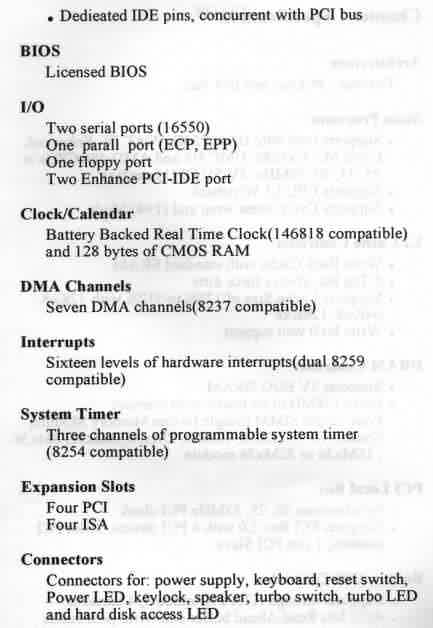 • Dedieated IDE pins, concurrent with PCI bus
BIOS
Licensed BIOS
I/O
Two serial ports (16550)
One parall port (ECP, EPP)
One floppy port
Two Enhance PCI-IDE port
Clock/Calendar
Battery Backed Real Time Clock(146818 compatible)
and 128 bytes of CMOS RAM
DMA Channels
Seven DMA channels(8237 compatible)
Interrupts
Sixteen levels of hardware interrupts(dual 8259
compatible)
System Timer
Three channels of programmable system timer
(8254 compatible)
Expansion Slots
Four PCI
Four ISA
Connectors
Connectors for: power supply, keyboard, reset switch,
Power LED, keylock, speaker, turbo switch, turbo LED
and hard disk access LED